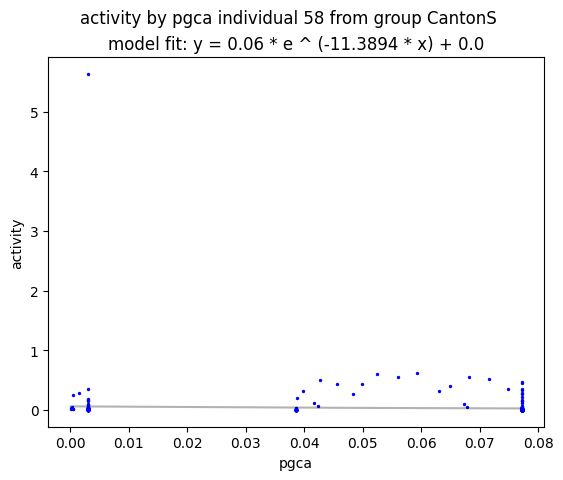 activity by pgca individual 58 from group CantonS
model fit: y = 0.06 * e ^ (-11.3894 * x) + 0.0
5
4
3
2
1
0
activity
0.00 0.01 0.02 0.03 0.04 0.05 0.06 0.07 0.08
pgca